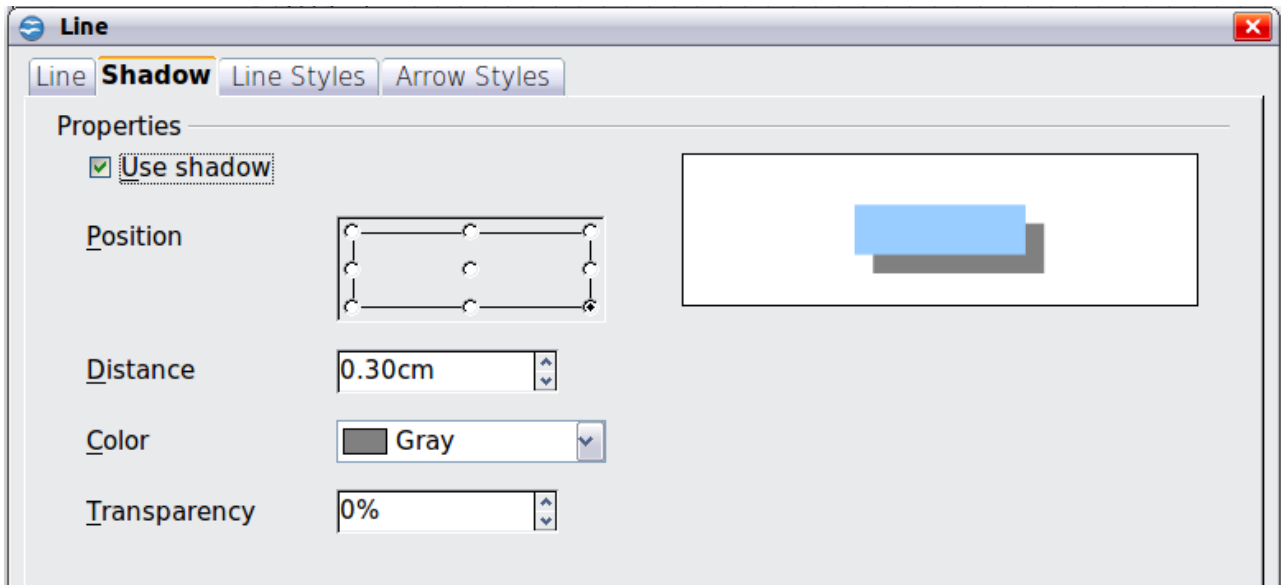 Line
Line Shadow Line Styles Arrow Styles
Properties
Use shadow
Position
Distance 0.30cm
Color Gray
Transparency 0%